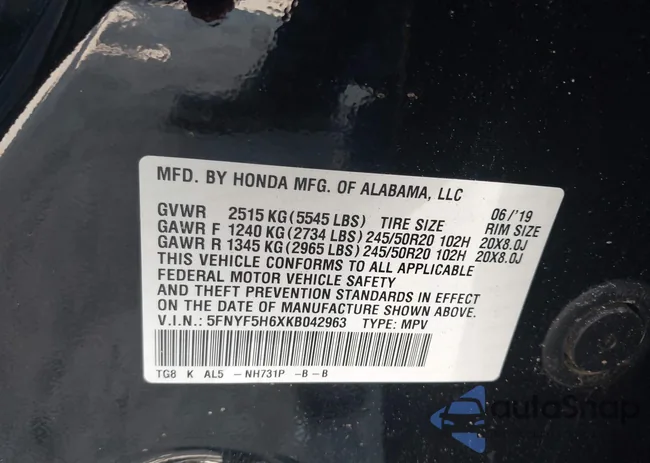 MFD. BY HONDA MFG. OF ALABAMA, LLC 06/'19
GVWR 2515 KG (5545 LBS) TIRE SIZE RIM SIZE
GAWR F 1240 KG (2734 LBS) 245/50R20 102H 20X8.0J
GAWR R 1345 KG (2965 LBS) 245/50R20 102H 20X8.0J
THIS VEHICLE CONFORMS TO ALL APPLICABLE
FEDERAL MOTOR VEHICLE SAFETY
AND THEFT PREVENTION STANDARDS IN EFFECT
ON THE DATE OF MANUFACTURE SHOWN ABOVE.
V.I.N.: 5FNYF5H6XKB042963 TYPE: MPV
TG8 K AL5 -NH731P -B-B
autoSnap